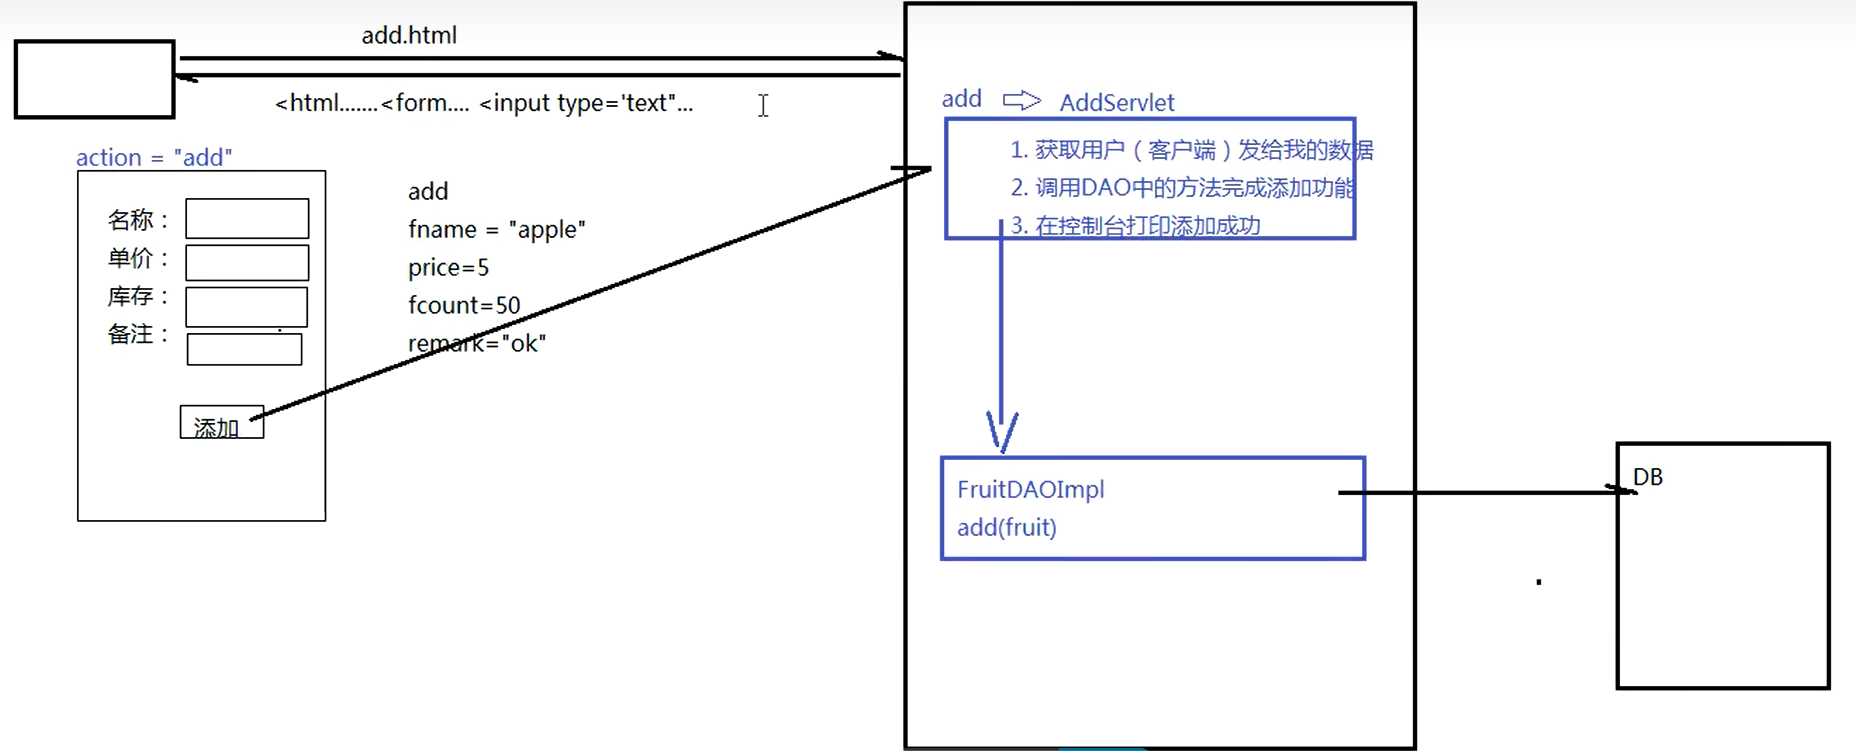 add.html
<html.......<form.... <input type='text"...
action = "add"
名称：
单价：
库存：
备注：
添加
add
fname = "apple"
price=5
fcount=50
remark="ok"
add
AddServlet
1. 获取用户（客户端）发给我的数据
2. 调用DAO中的方法完成添加功能
3. 在控制台打印添加成功
FruitDAOImpl
add(fruit)
DB